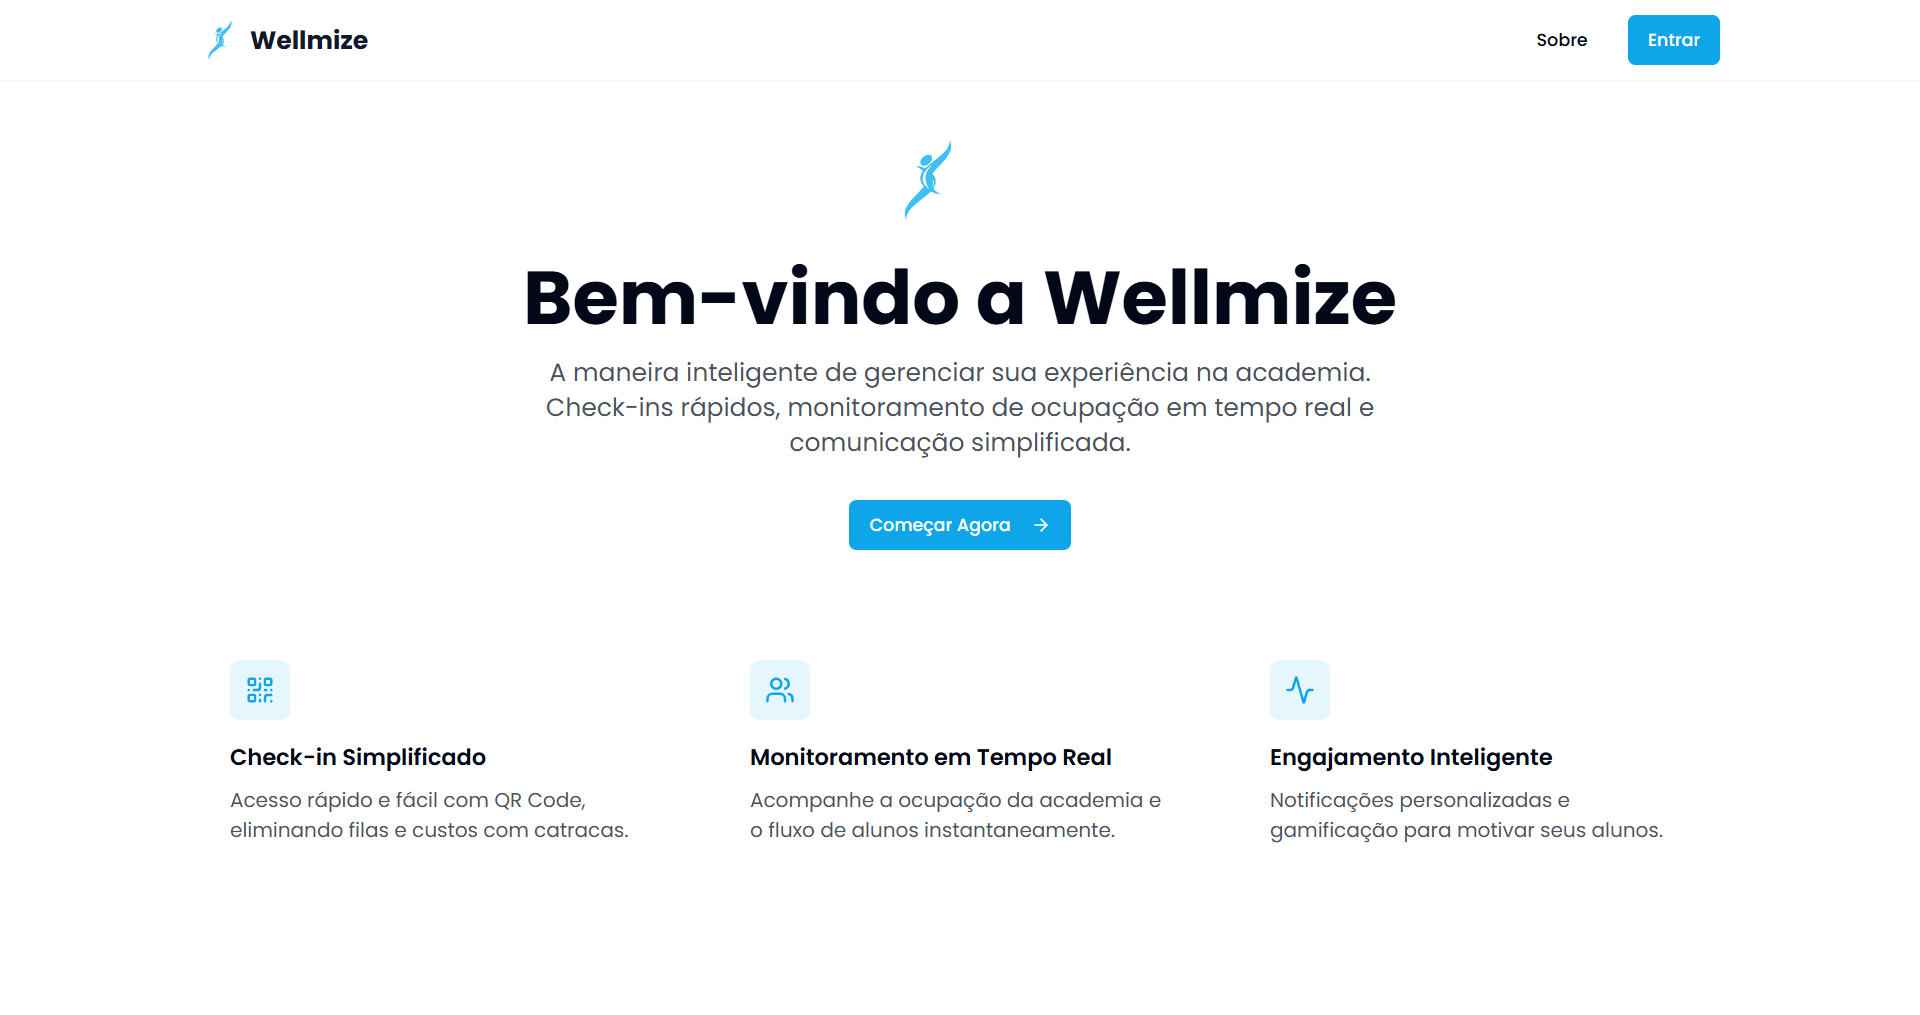 Wellmize
Sobre
Entrar
Bem-vindo a Wellmize
A maneira inteligente de gerenciar sua experiência na academia.
Check-ins rápidos, monitoramento de ocupação em tempo real e
comunicação simplificada.
Começar Agora
Check-in Simplificado
Acesso rápido e fácil com QR Code,
eliminando filas e custos com catracas.
Monitoramento em Tempo Real
Acompanhe a ocupação da academia e
o fluxo de alunos instantaneamente.
Engajamento Inteligente
Notificações personalizadas e
gamificação para motivar seus alunos.